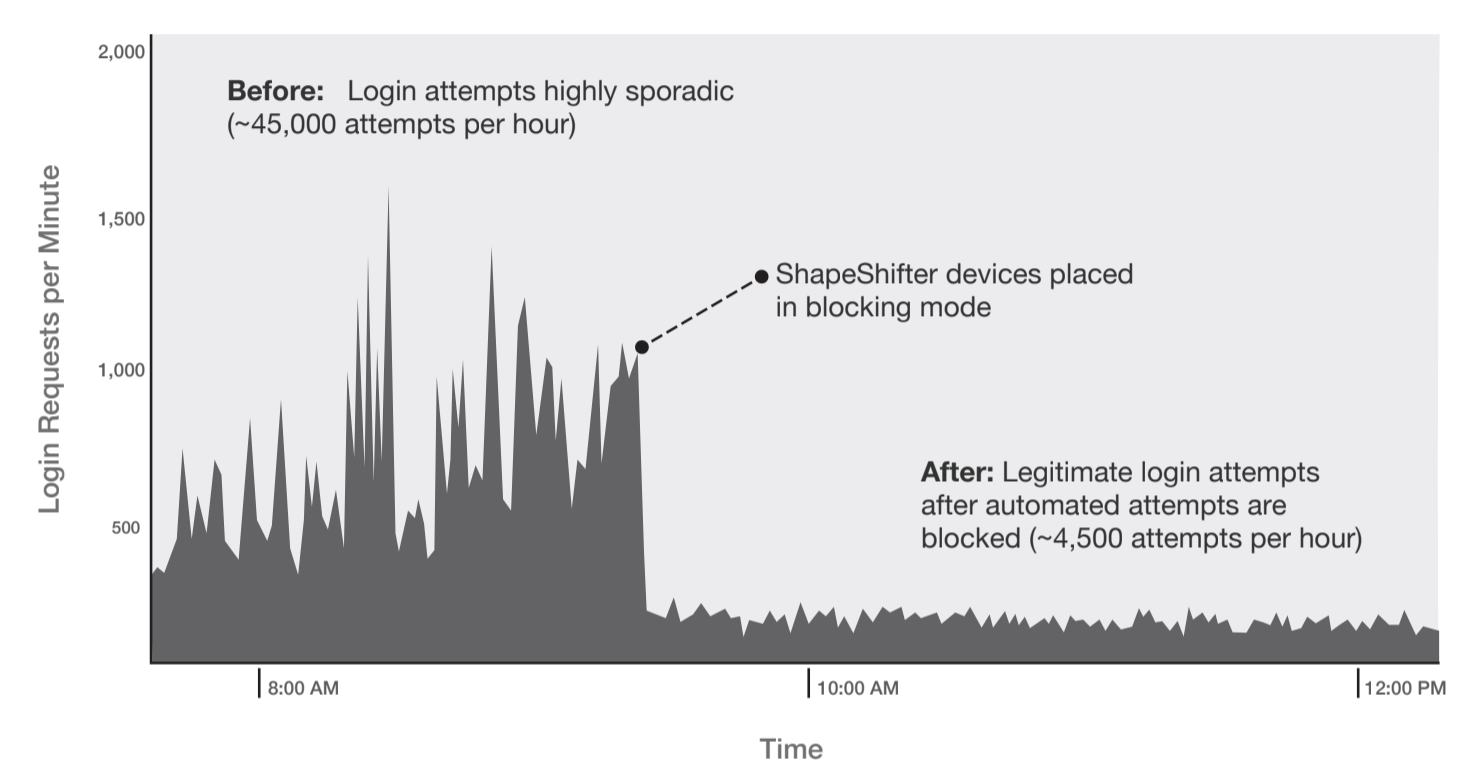 2,000
Before: Login attempts highly sporadic
(~45,000 attempts per hour)
1,500
Login Requests per Minute
ShapeShifter devices placed
in blocking mode
1,000
After: Legitimate login attempts
after automated attempts are
blocked (~4,500 attempts per hour)
500
8:00 AM
10:00 AM
12:00 PM
Time